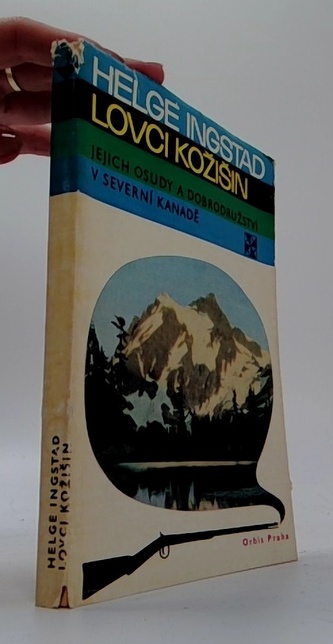 HELGE INGSTAD
LOVCI KOŽIŠIN
JEJICH OSUDY A DOBRODRUŽSTVÍ
V SEVERNÍ KANADĚ
Orbis Praha
HELGE INGSTAD
LOVCI KOŽIŠIN